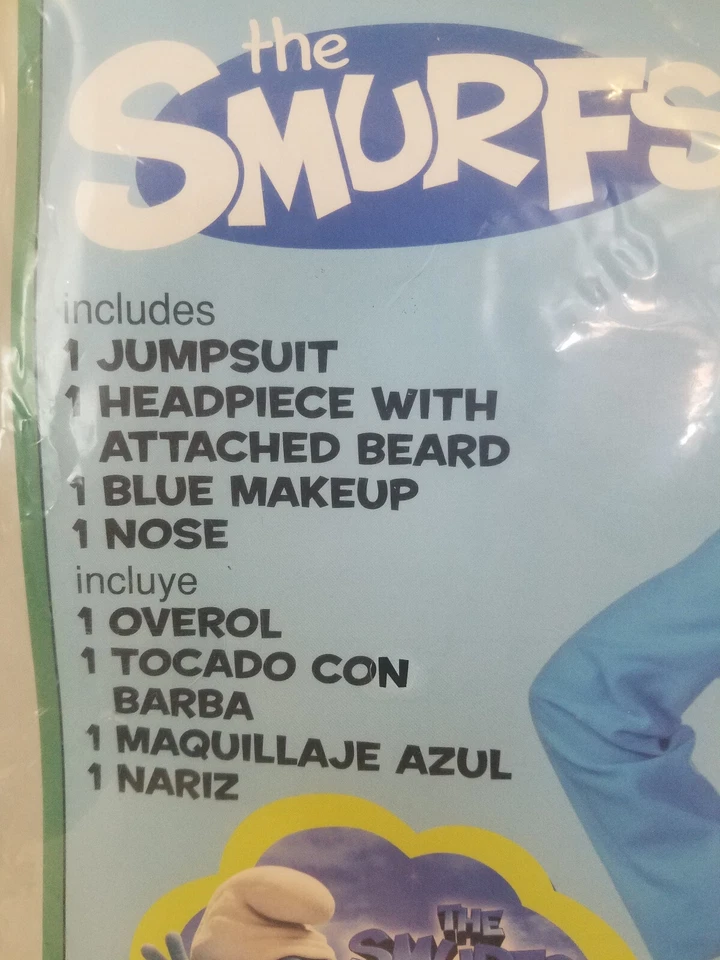 the
SMURFS
includes
1 JUMPSUIT
1 HEADPIECE WITH
ATTACHED BEARD
1 BLUE MAKEUP
1 NOSE
incluye
1 OVEROL
1 TOCADO CON
BARBA
1 MAQUILLAJE AZUL
1 NARIZ
THE
SMURFS